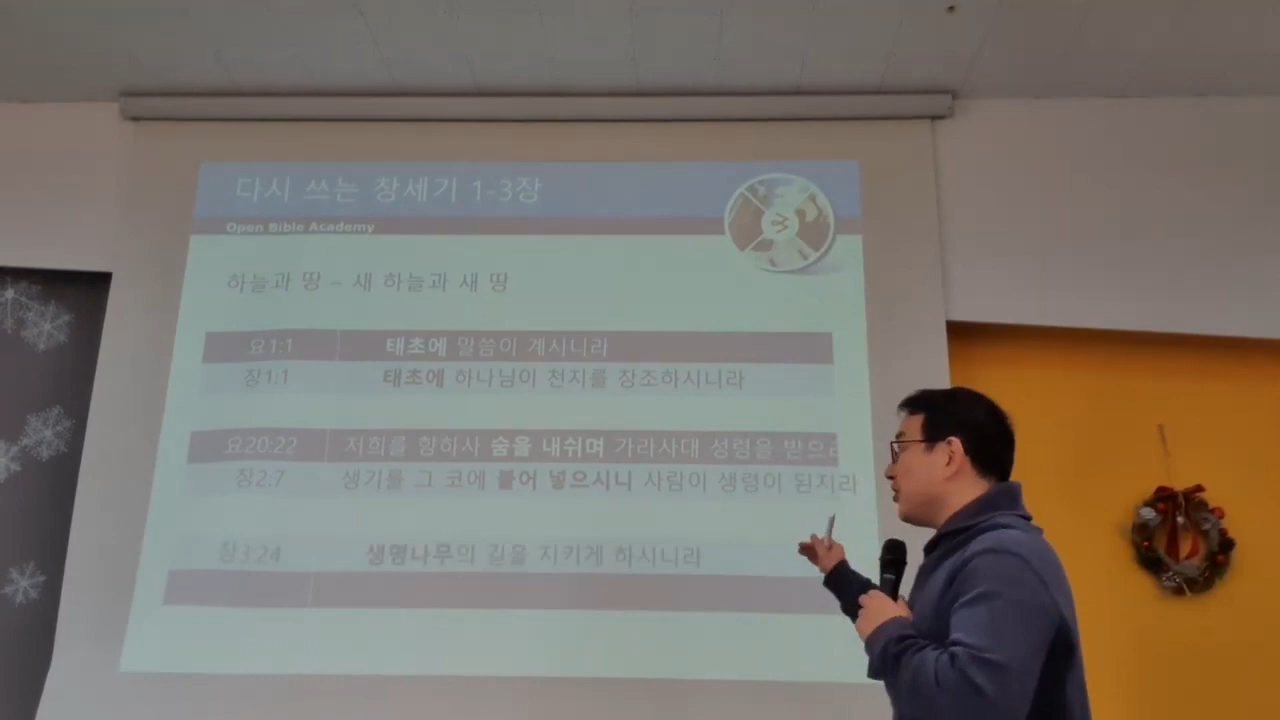 다시 쓰는 창세기 1-3장
Open Bible Academy
하늘과 땅 – 새 하늘과 새 땅
요1:1 태초에 말씀이 계시니라
창1:1 태초에 하나님이 천지를 창조하시니라
요20:22 저희를 향하사 숨을 내쉬며 가라사대 성령을 받으라
창2:7 생기를 그 코에 불어 넣으시니 사람이 생령이 된지라
창3:24 생명나무의 길을 지키게 하시니라